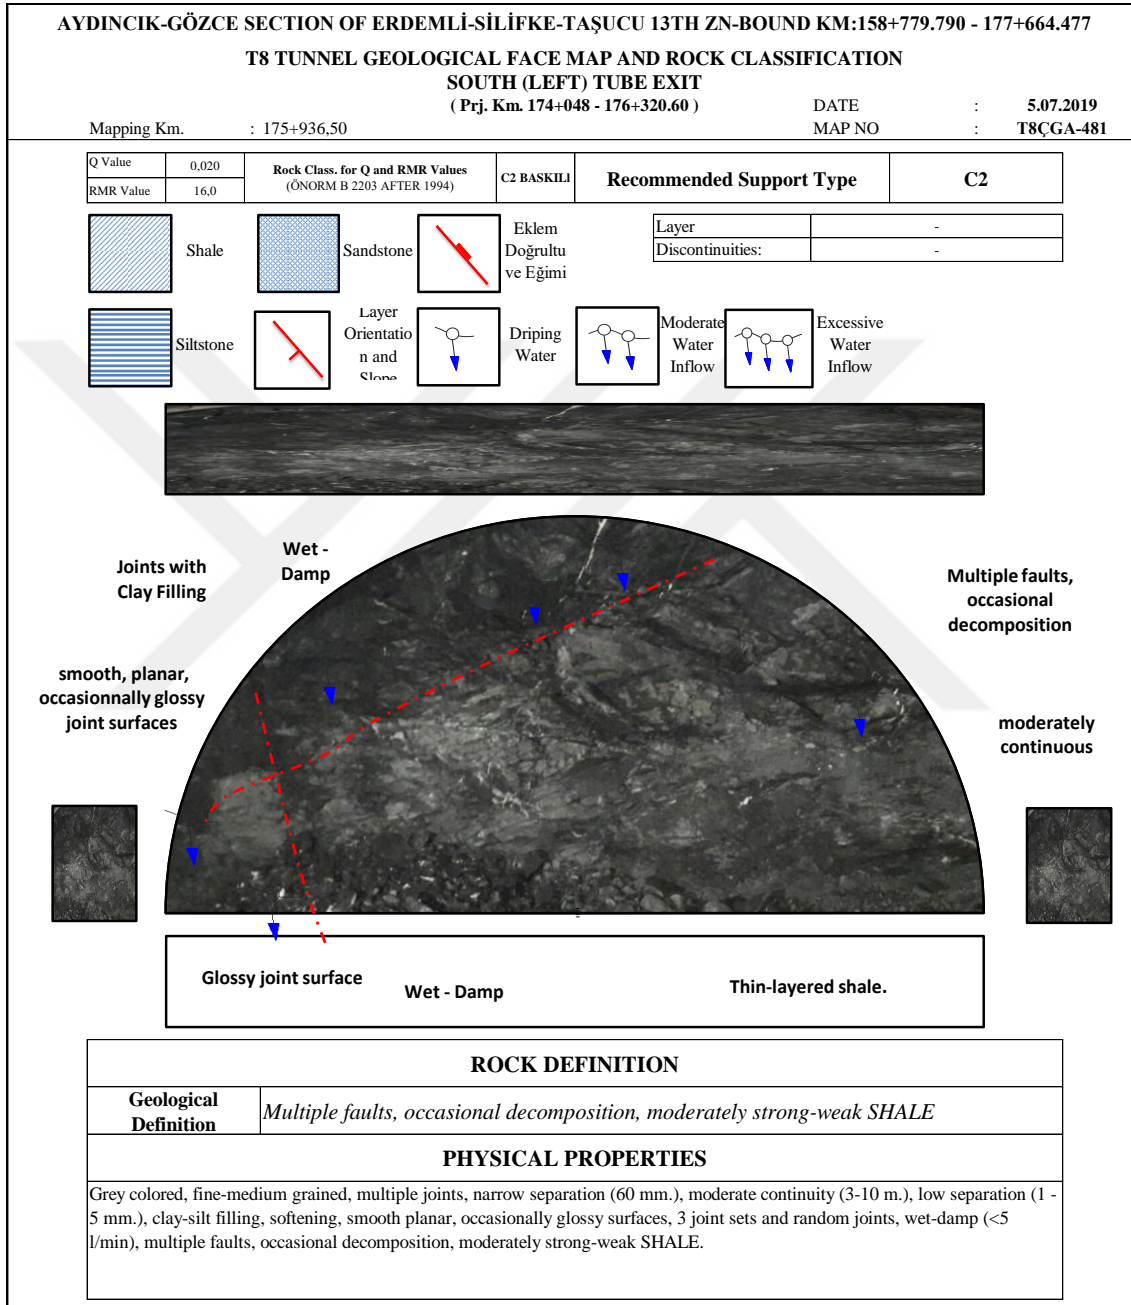 AYDINCIK-GÖZCE SECTION OF ERDEMLİ-SİLİFKE-TAŞUCU 13TH ZN-BOUND KM:158+779.790 - 177+664.477
T8 TUNNEL GEOLOGICAL FACE MAP AND ROCK CLASSIFICATION
SOUTH (LEFT) TUBE EXIT
( Prj. Km. 174+048 - 176+320.60 )
DATE : 5.07.2019
Mapping Km. : 175+936,50
MAP NO : T8ÇGA-481
Q Value 0,020
RMR Value 16,0
Rock Class. for Q and RMR Values
(ÖNORM B 2203 AFTER 1994)
C2 BASKILI
Recommended Support Type
C2
Shale
Sandstone
Eklem
Doğrultu
ve Eğimi
Layer -
Discontinuities: -
Siltstone
Layer
Orientatio
n and
Slope
Driping
Water
Moderate
Water
Inflow
Excessive
Water
Inflow
Joints with
Clay Filling
Wet -
Damp
Multiple faults,
occasional
decomposition
smooth, planar,
occasionnally glossy
joint surfaces
moderately
continuous
Glossy joint surface
Wet - Damp
Thin-layered shale.
ROCK DEFINITION
Geological
Definition
Multiple faults, occasional decomposition, moderately strong-weak SHALE
PHYSICAL PROPERTIES
Grey colored, fine-medium grained, multiple joints, narrow separation (60 mm.), moderate continuity (3-10 m.), low separation (1 -
5 mm.), clay-silt filling, softening, smooth planar, occasionally glossy surfaces, 3 joint sets and random joints, wet-damp (<5
l/min), multiple faults, occasional decomposition, moderately strong-weak SHALE.